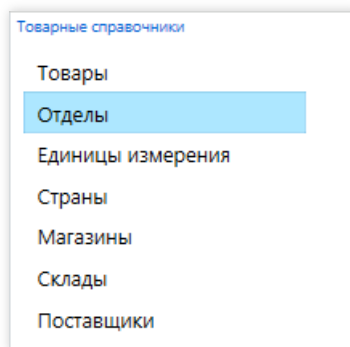 Товарные справочники
Товары
Отделы
Единицы измерения
Страны
Магазины
Склады
Поставщики